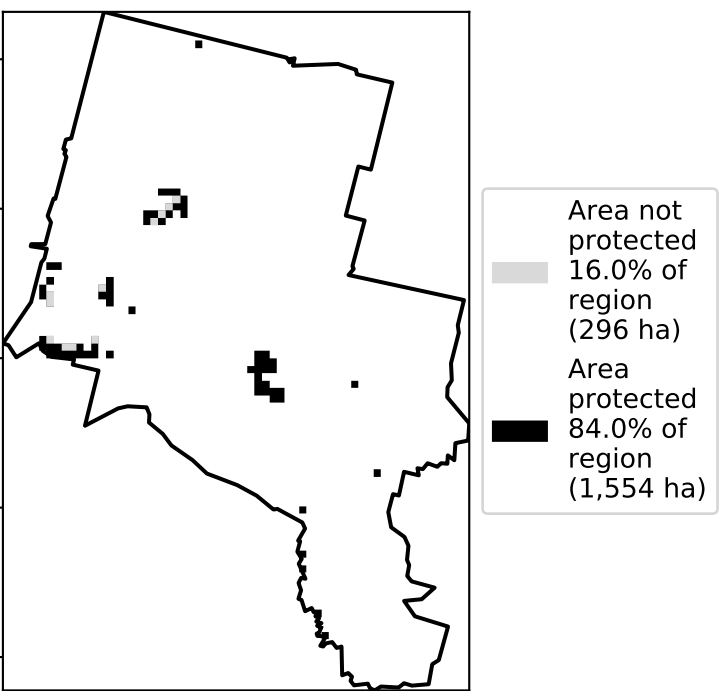 Area not
protected
16.0% of
region
(296 ha)
Area
protected
84.0% of
region
(1,554 ha)